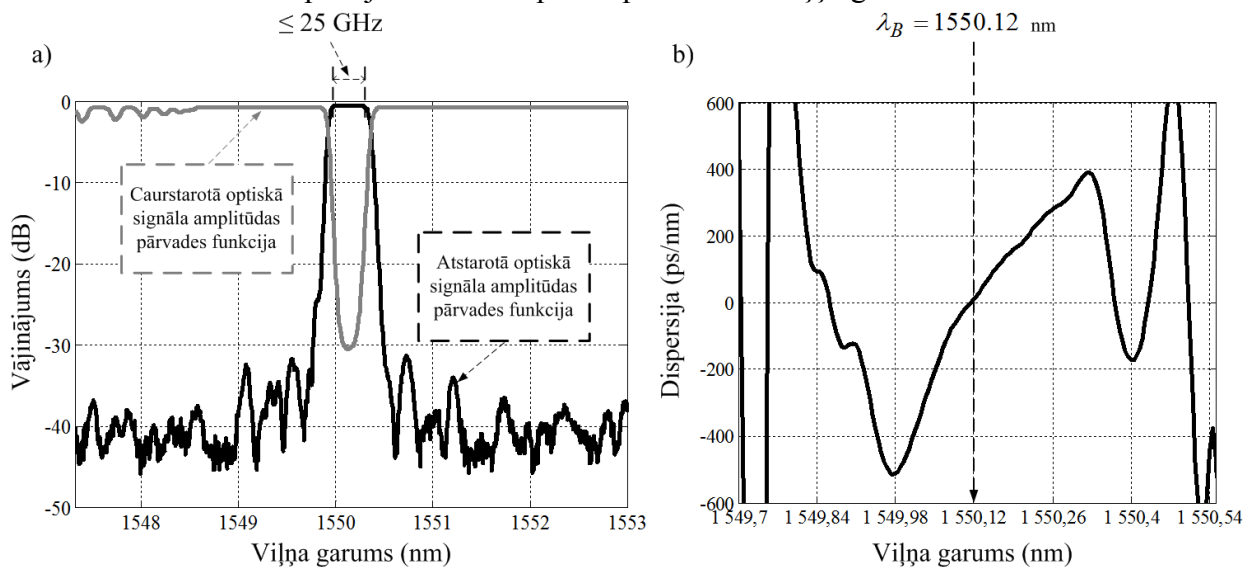 ≤ 25 GHz
λB = 1550.12 nm
a)
b)
0
-10
-20
-30
-40
-50
Vājinājums (dB)
Caurstarotā optiskā
signāla amplitūdas
pārvades funkcija
Atstarotā optiskā
signāla amplitūdas
pārvades funkcija
1548
1549
1550
1551
1552
1553
Viļņa garums (nm)
600
400
200
0
-200
-400
-600
Dispersija (ps/nm)
1 549,7
1 549,84
1 549,98
1 550,12
1 550,26
1 550,4
1 550,54
Viļņa garums (nm)